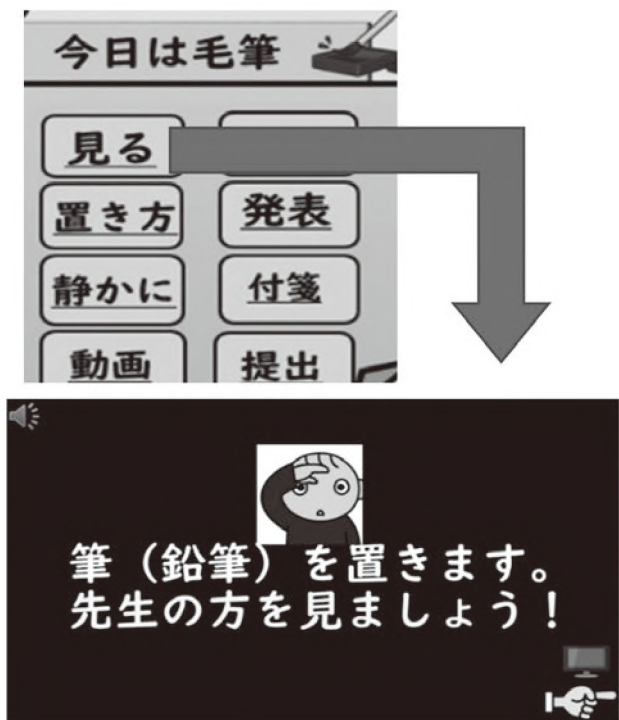 今日は毛筆
見る
置き方 発表
静かに 付箋
動画 提出
筆（鉛筆）を置きます。
先生の方を見ましょう！